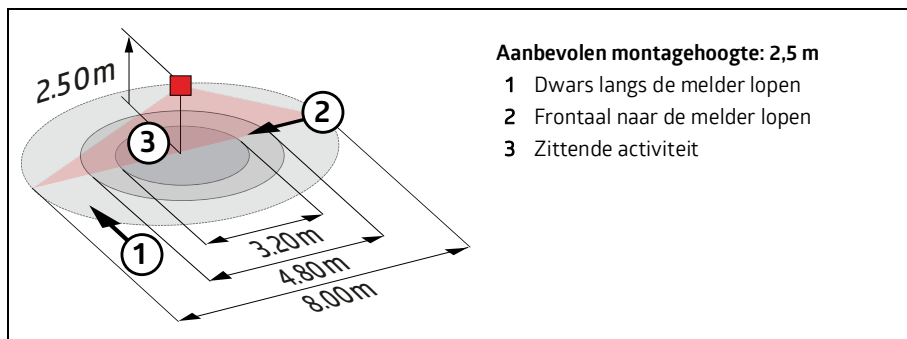 2.50m
3
2
1
3.20m
4.80m
8.00m
Aanbevolen montagehoogte: 2,5 m
1 Dwars langs de melder lopen
2 Frontaal naar de melder lopen
3 Zittende activiteit